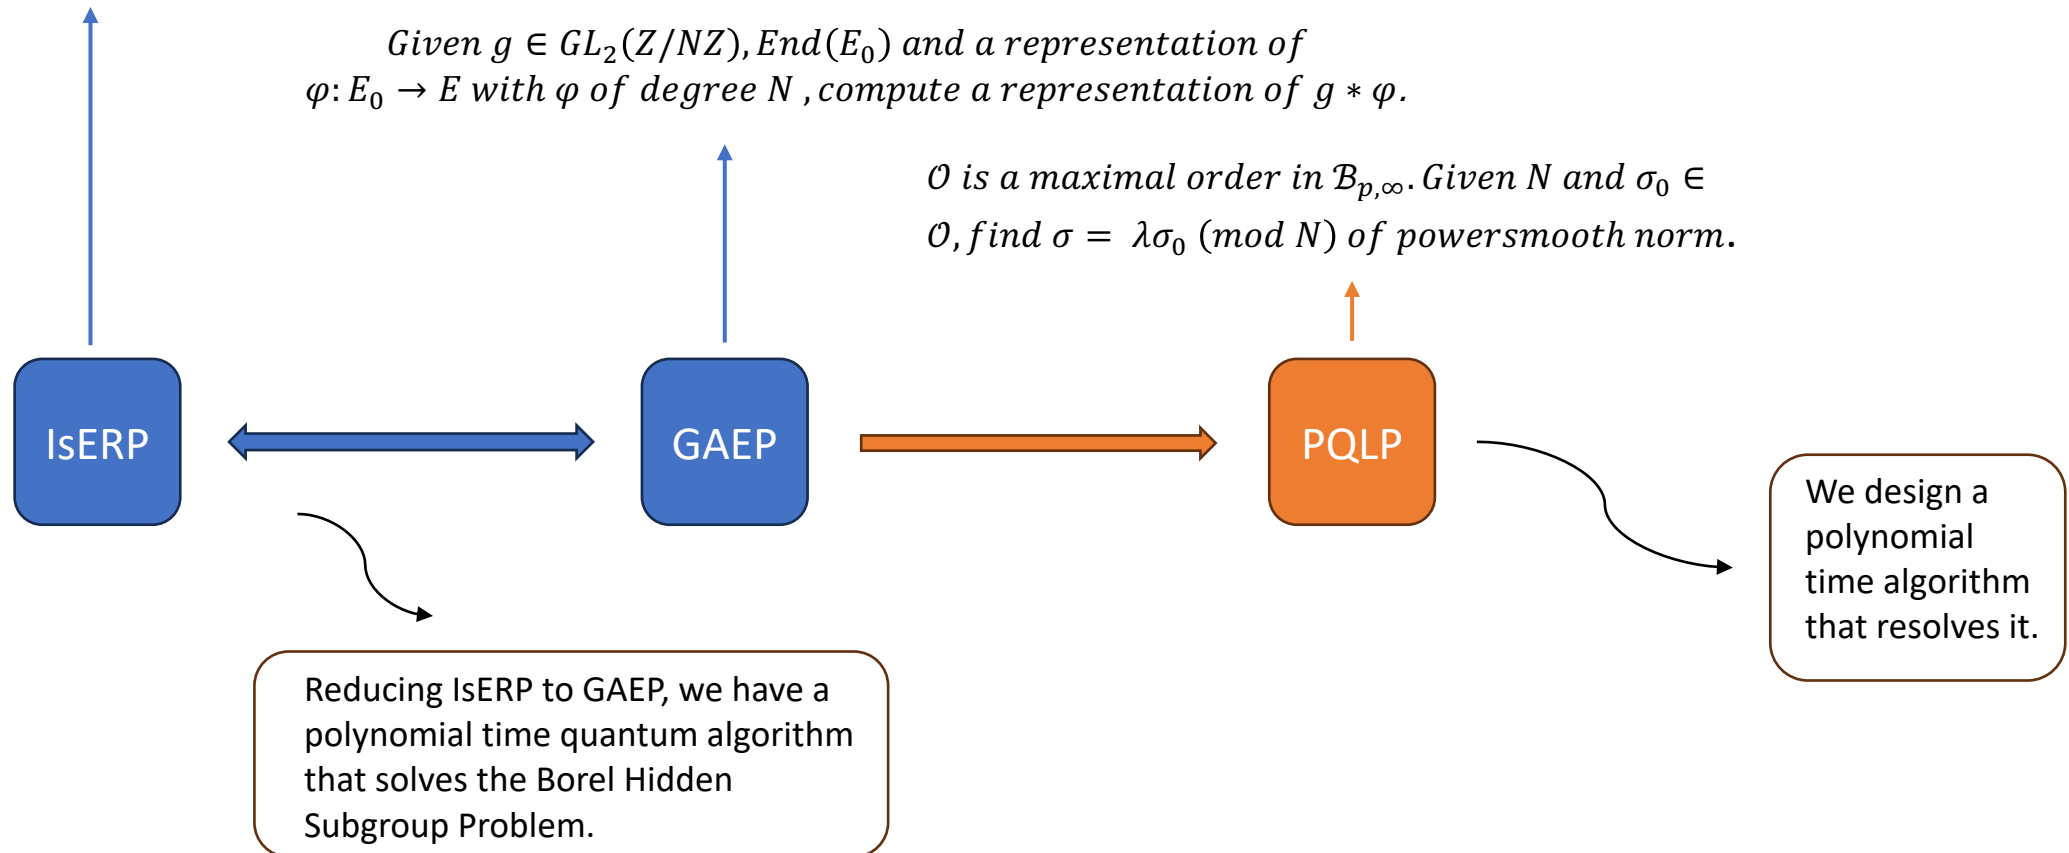 Given g ∈ GL₂(Z/NZ), End(E₀) and a representation of
φ: E₀ → E with φ of degree N , compute a representation of g ∗ φ.
𝒪 is a maximal order in ℬ_{p,∞}. Given N and σ₀ ∈
𝒪, find σ = λσ₀ (mod N) of powersmooth norm.
IsERP
GAEP
PQLP
We design a
polynomial
time algorithm
that resolves it.
Reducing IsERP to GAEP, we have a
polynomial time quantum algorithm
that solves the Borel Hidden
Subgroup Problem.